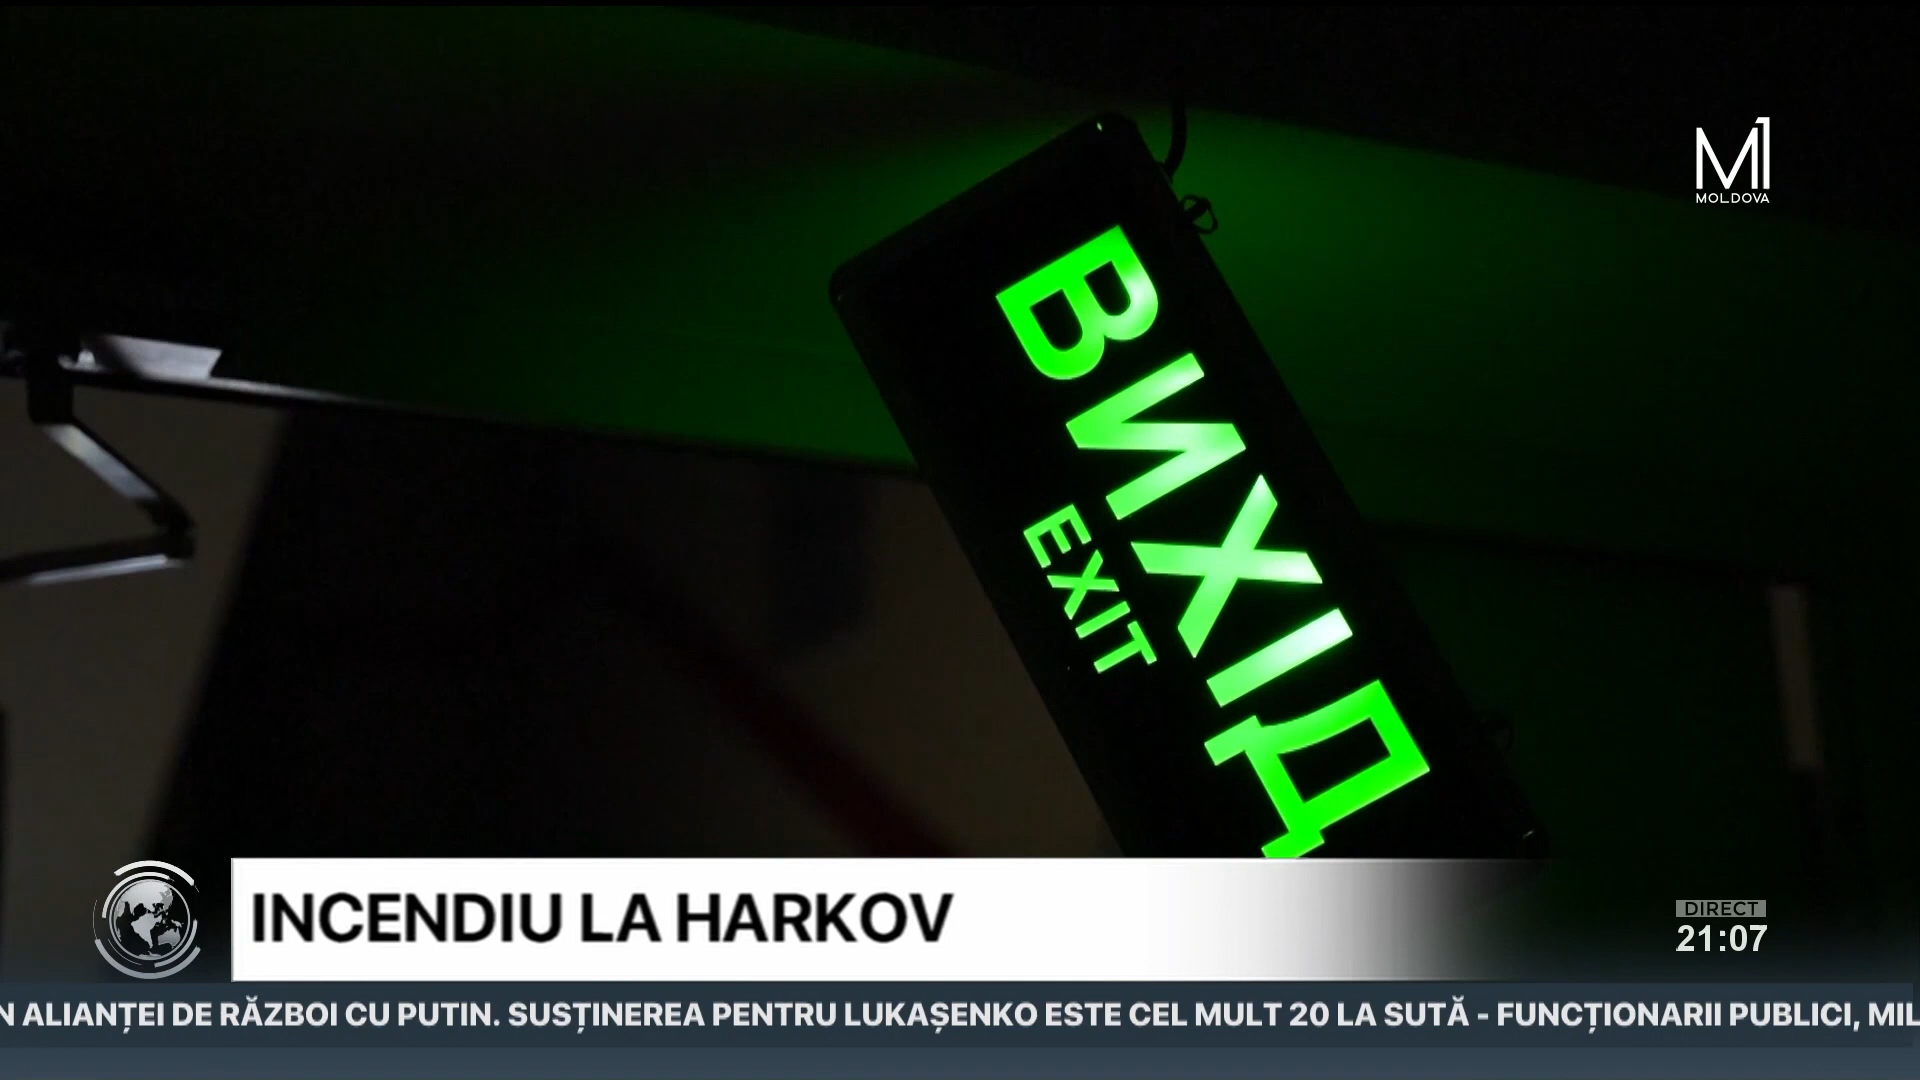 M1
MOLDOVA
ВИХІД
EXIT
INCENDIU LA HARKOV
DIRECT
21:07
ALIANȚEI DE RĂZBOI CU PUTIN. SUSȚINEREA PENTRU LUKAȘENKO ESTE CEL MULT 20 LA SUTĂ - FUNCȚIONARII PUBLICI,